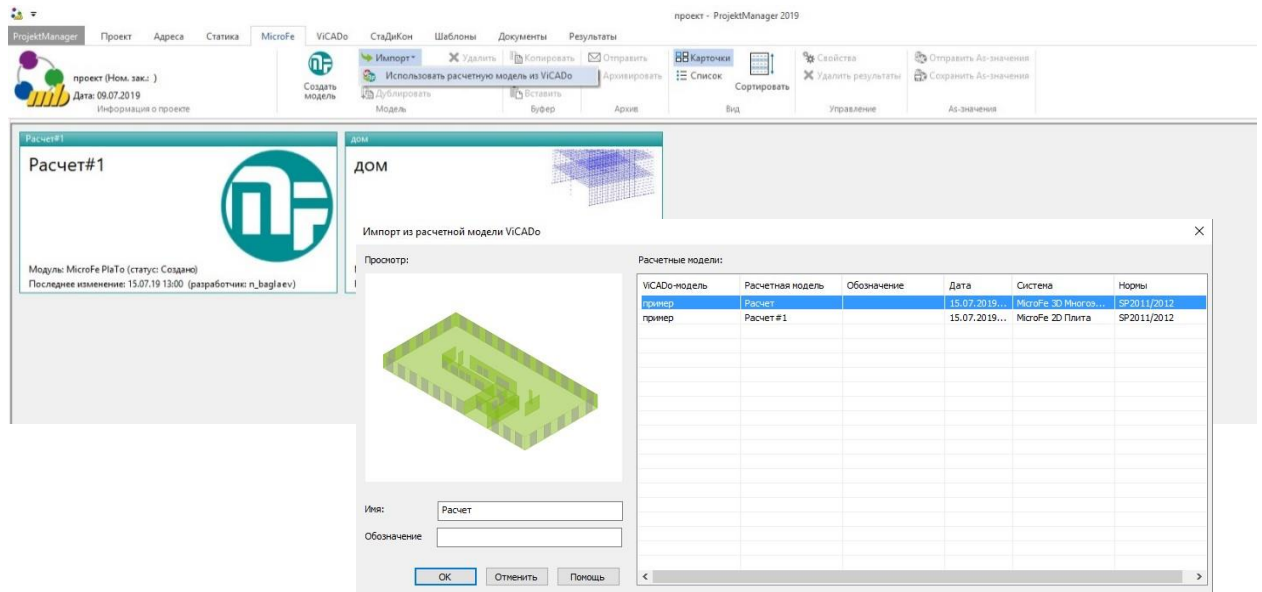 проект - ProjektManager 2019
ProjektManager Проект Адреса Статика MicroFe ViCADo СтаДиКон Шаблоны Документы Результаты
проект (Ном. зак.: )
Дата: 09.07.2019
Информация о проекте
Создать модель
Импорт
Удалить
Копировать
Отправить
Использовать расчетную модель из ViCADo
Архивировать
Дублировать
Вставить
Модель
Буфер
Архив
Карточки
Список
Сортировать
Вид
Свойства
Удалить результаты
Управление
Отправить As-значения
Сохранить As-значения
As-значения
Расчет#1
Расчет#1
Модуль: MicroFe PlaTo (статус: Создано)
Последнее изменение: 15.07.19 13:00 (разработчик: n_baglaev)
дом
дом
Импорт из расчетной модели ViCADo
Просмотр:
Расчетные модели:
ViCADo-модель Расчетная модель Обозначение Дата Система Нормы
пример Расчет 15.07.2019... MicroFe 3D Многоэ... SP2011/2012
пример Расчет#1 15.07.2019... MicroFe 2D Плита SP2011/2012
Имя: Расчет
Обозначение
OK Отменить Помощь